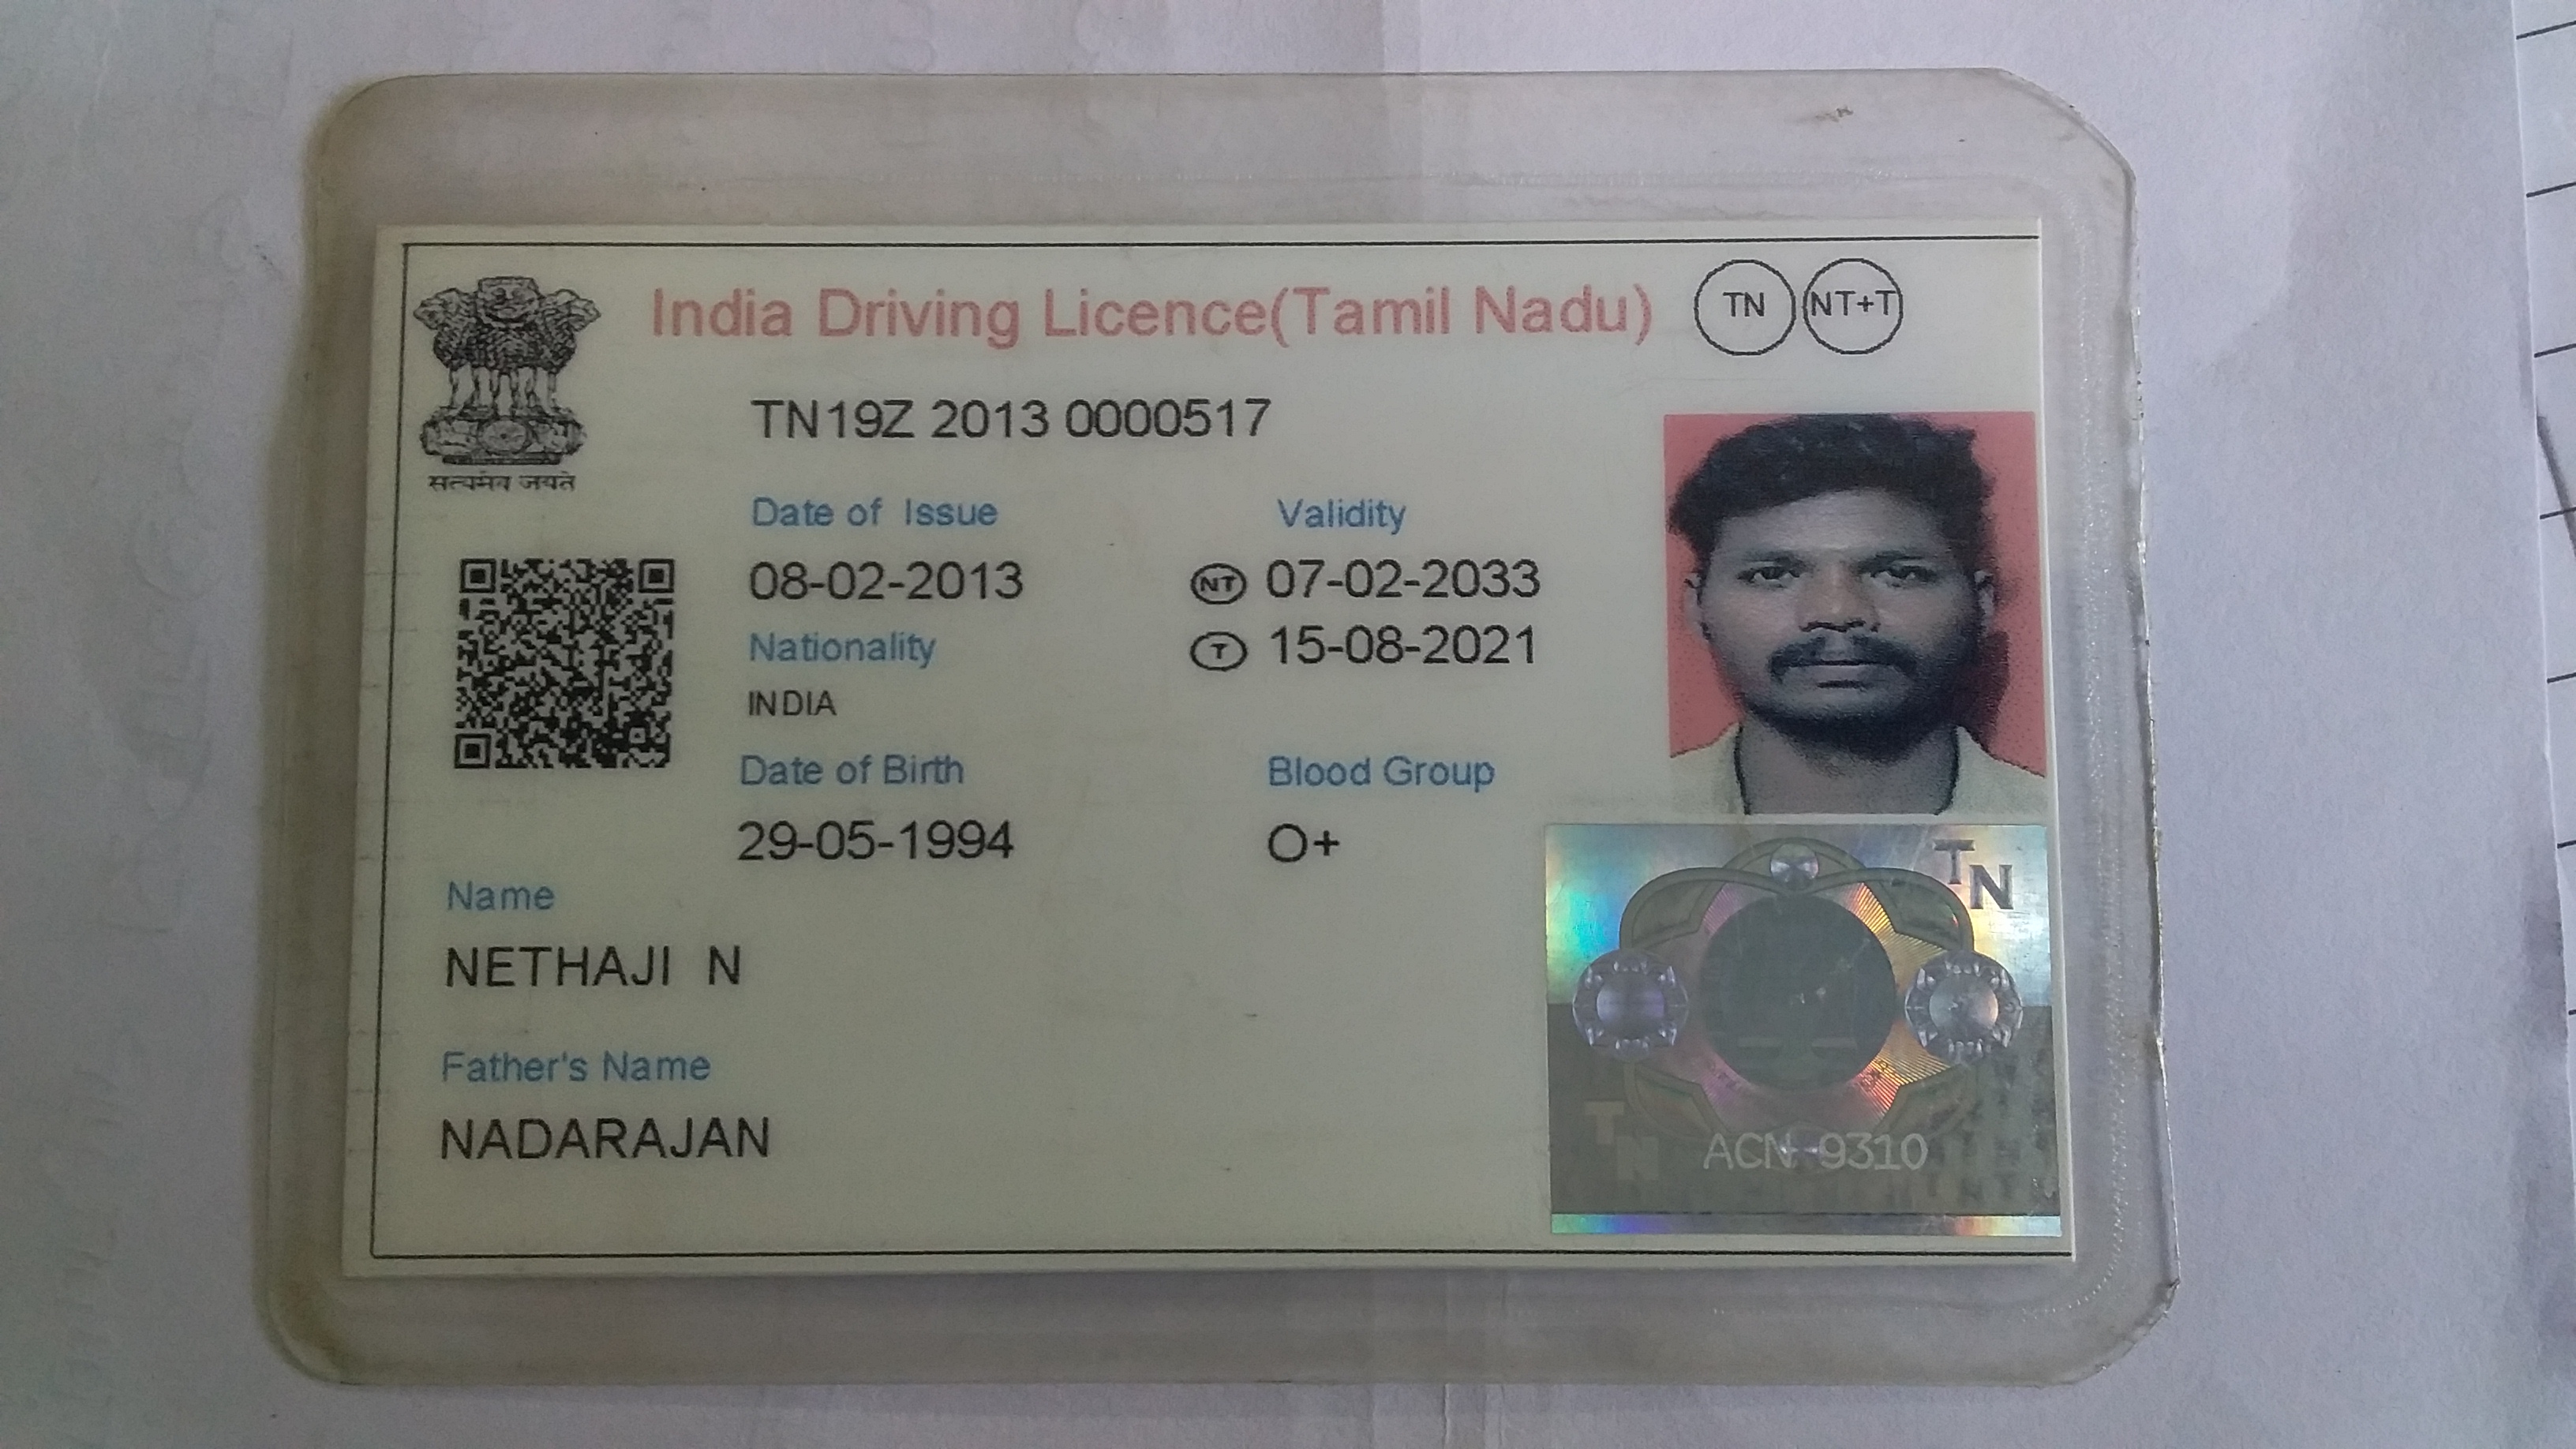 India Driving Licence(Tamil Nadu) TN NT+T
TN19Z 2013 0000517
सत्यमेव जयते
Date of Issue Validity
08-02-2013 NT 07-02-2033
Nationality T 15-08-2021
INDIA
Date of Birth Blood Group
29-05-1994 O+
Name
NETHAJI N
Father's Name
NADARAJAN
TN
TN
ACN 9310